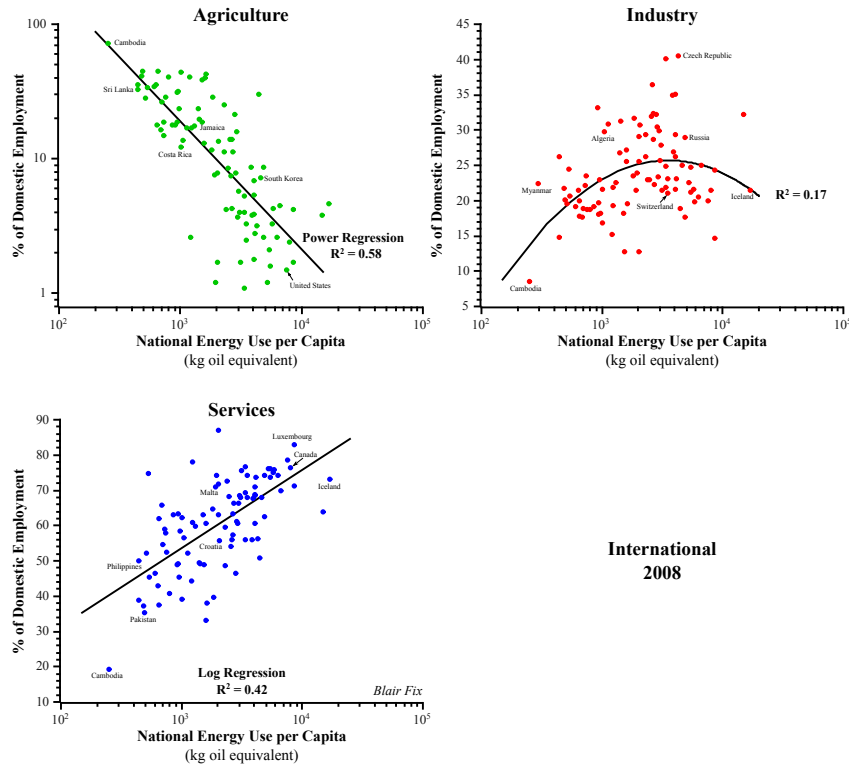 Agriculture
100
10
1
% of Domestic Employment
Cambodia
Sri Lanka
Jamaica
Costa Rica
South Korea
Power Regression
R² = 0.58
United States
10² 10³ 10⁴ 10⁵
National Energy Use per Capita
(kg oil equivalent)
Industry
45
40
35
30
25
20
15
10
5
% of Domestic Employment
Czech Republic
Algeria
Russia
Myanmar
Switzerland
Iceland
R² = 0.17
Cambodia
10² 10³ 10⁴ 10⁵
National Energy Use per Capita
(kg oil equivalent)
Services
90
80
70
60
50
40
30
20
10
% of Domestic Employment
Luxembourg
Canada
Malta
Iceland
Croatia
Philippines
Pakistan
Cambodia
Log Regression
R² = 0.42
Blair Fix
10² 10³ 10⁴ 10⁵
National Energy Use per Capita
(kg oil equivalent)
International
2008